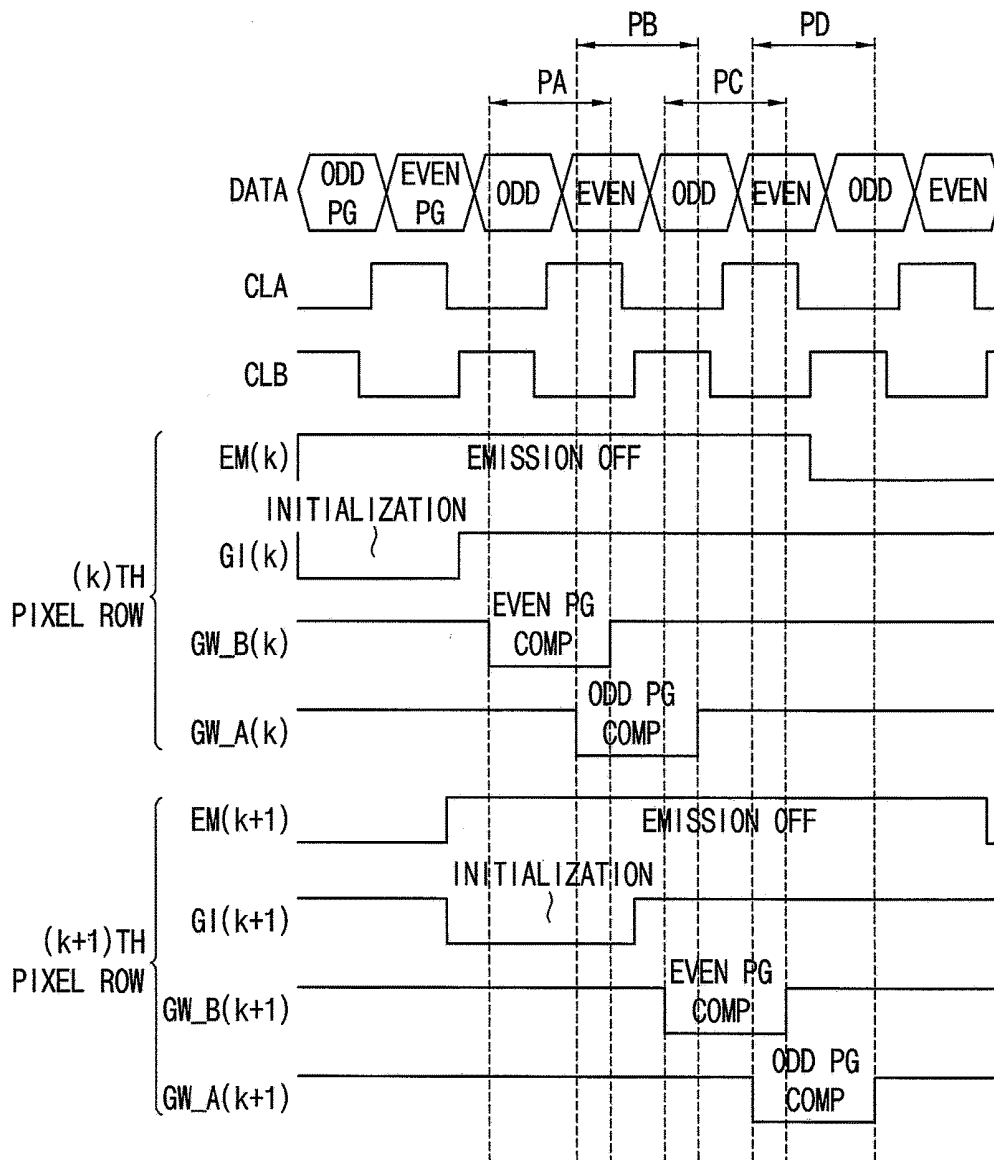 PB PD
PA PC
DATA ODD PG EVEN PG ODD EVEN ODD EVEN ODD EVEN
CLA
CLB
(k)TH PIXEL ROW
EM(k) EMISSION OFF
INITIALIZATION
GI(k)
EVEN PG COMP
GW_B(k)
ODD PG COMP
GW_A(k)
(k+1)TH PIXEL ROW
EM(k+1) EMISSION OFF
INITIALIZATION
GI(k+1)
EVEN PG COMP
GW_B(k+1)
ODD PG COMP
GW_A(k+1)